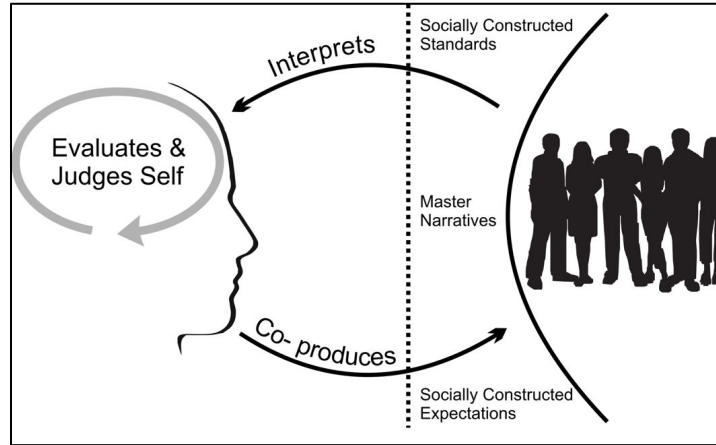 Socially Constructed
Standards
Interprets
Evaluates &
Judges Self
Master
Narratives
Co- produces
Socially Constructed
Expectations